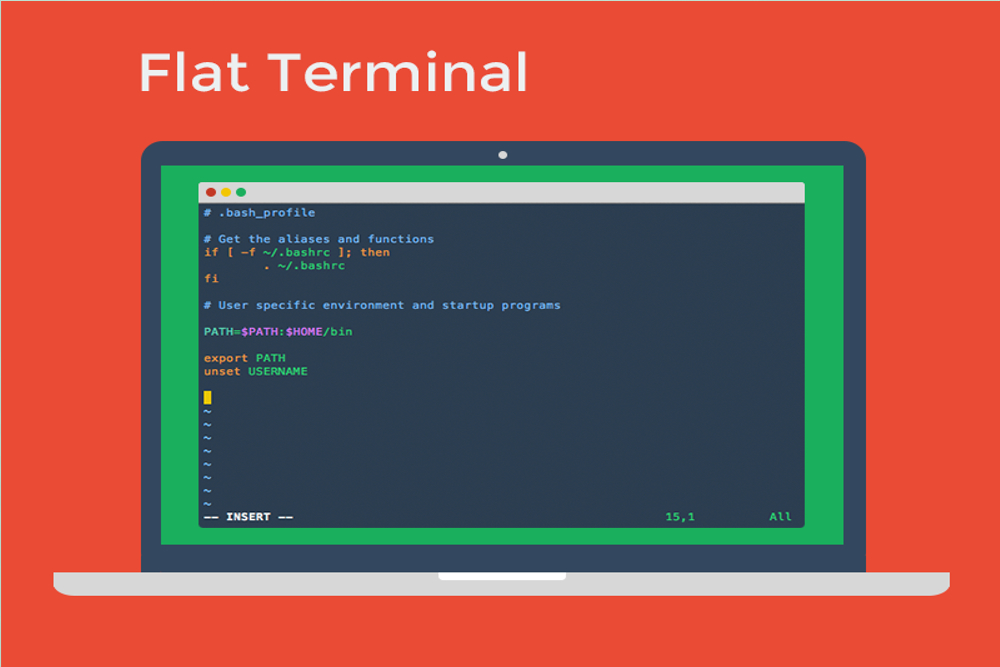 Flat Terminal
# .bash_profile
# Get the aliases and functions
if [ -f ~/.bashrc ]; then
        . ~/.bashrc
fi
# User specific environment and startup programs
PATH=$PATH:$HOME/bin
export PATH
unset USERNAME
~
~
~
~
~
~
~
~
-- INSERT --                                                  15,1          All